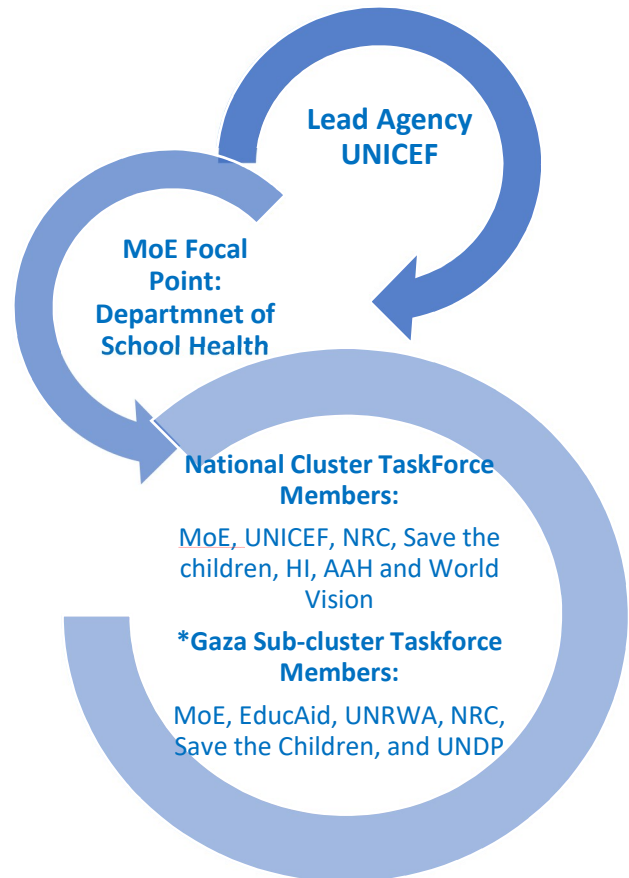 Lead Agency
UNICEF
MoE Focal
Point:
Departmnet of
School Health
National Cluster TaskForce
Members:
MoE, UNICEF, NRC, Save the
children, HI, AAH and World
Vision
*Gaza Sub-cluster Taskforce
Members:
MoE, EducAid, UNRWA, NRC,
Save the Children, and UNDP